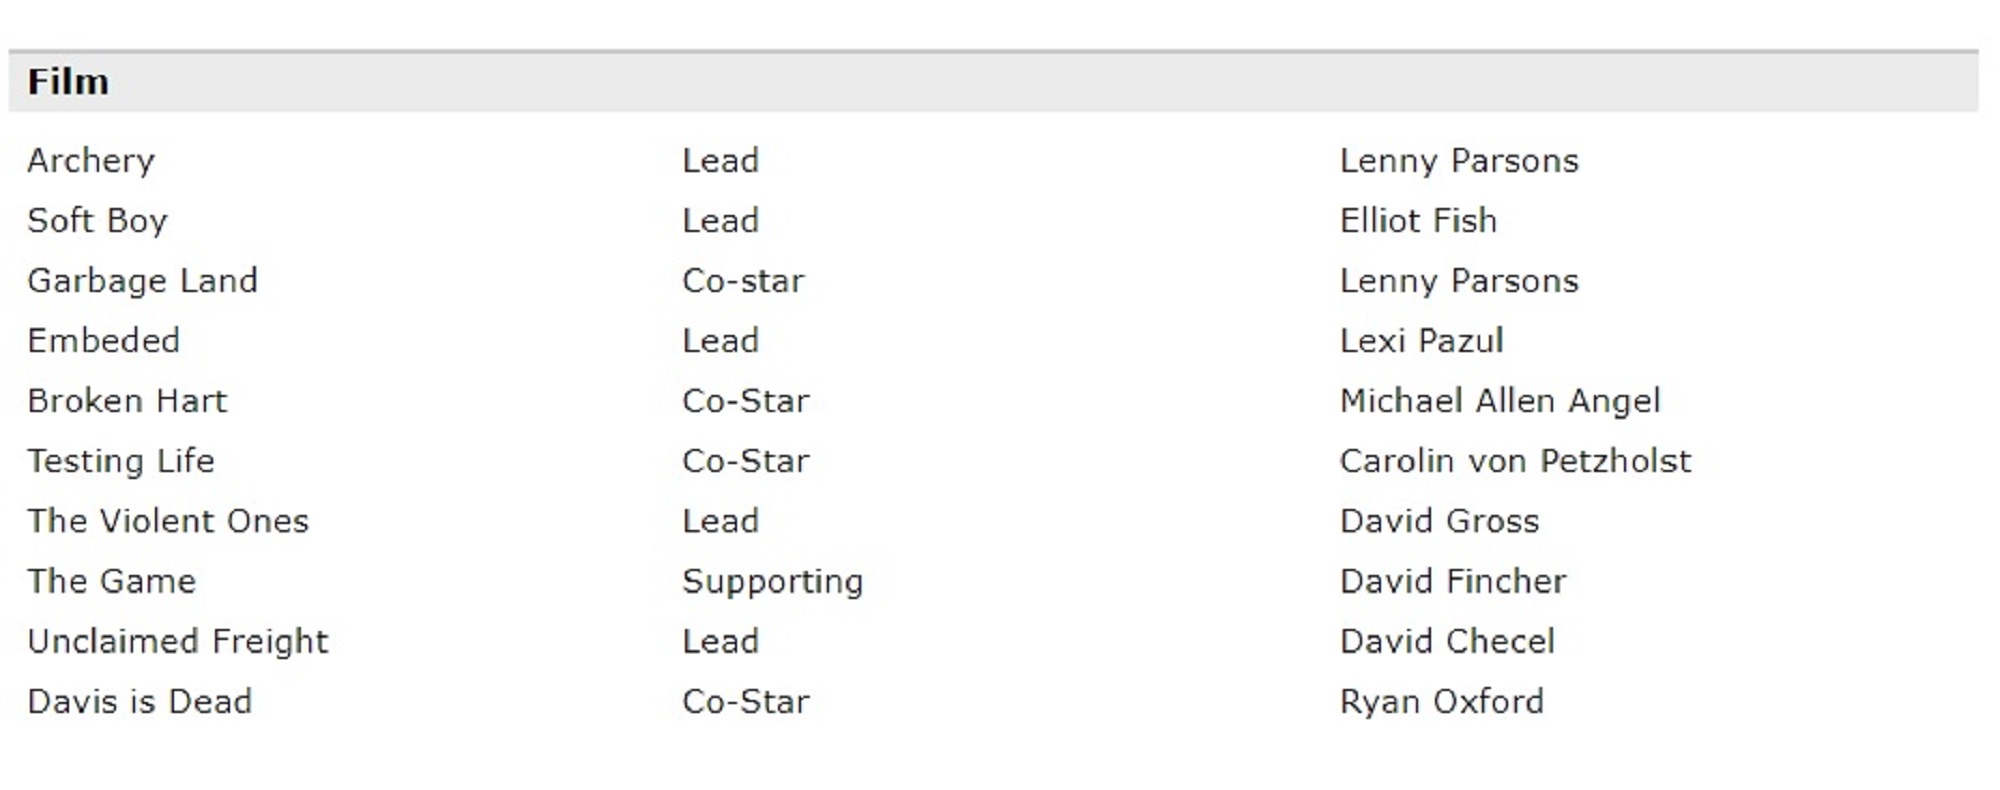 Film
Archery Lead Lenny Parsons
Soft Boy Lead Elliot Fish
Garbage Land Co-star Lenny Parsons
Embeded Lead Lexi Pazul
Broken Hart Co-Star Michael Allen Angel
Testing Life Co-Star Carolin von Petzholst
The Violent Ones Lead David Gross
The Game Supporting David Fincher
Unclaimed Freight Lead David Checel
Davis is Dead Co-Star Ryan Oxford